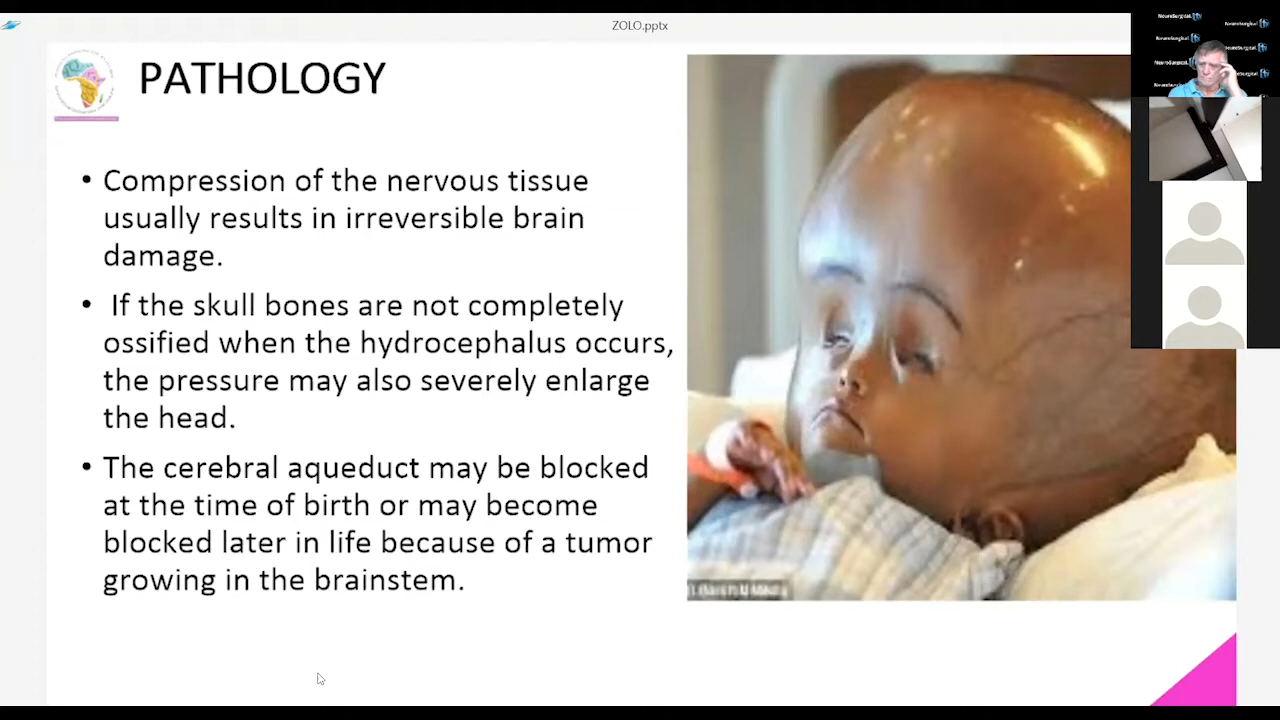 ZOLO.pptx
PATHOLOGY
• Compression of the nervous tissue
usually results in irreversible brain
damage.
• If the skull bones are not completely
ossified when the hydrocephalus occurs,
the pressure may also severely enlarge
the head.
• The cerebral aqueduct may be blocked
at the time of birth or may become
blocked later in life because of a tumor
growing in the brainstem.
NeuroSurgical.